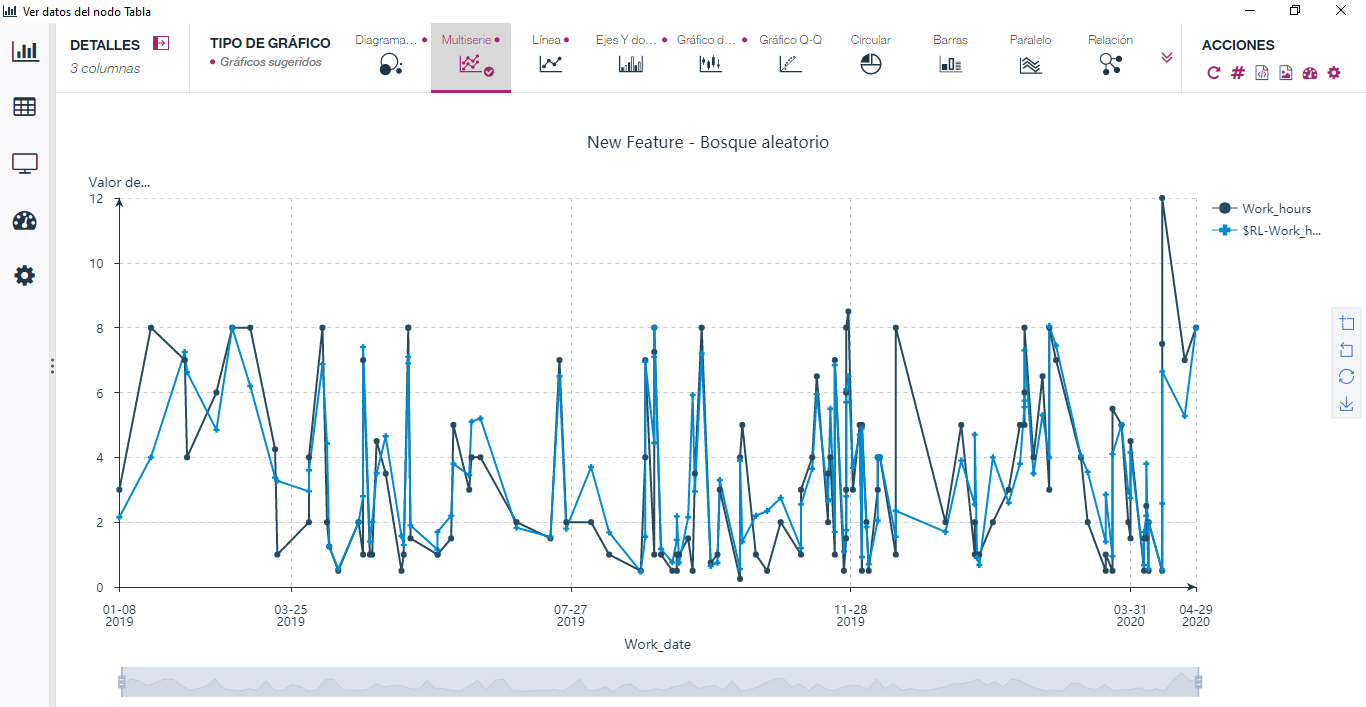 Ver datos del nodo Tabla
DETALLES
3 columnas
TIPO DE GRÁFICO
Gráficos sugeridos
Diagrama...
Multiserie
Línea
Ejes Y do...
Gráfico d...
Gráfico Q-Q
Circular
Barras
Paralelo
Relación
ACCIONES
New Feature - Bosque aleatorio
Valor de...
12
10
8
6
4
2
0
01-08
2019
03-25
2019
07-27
2019
11-28
2019
03-31
2020
04-29
2020
Work_date
Work_hours
$RL-Work_h...